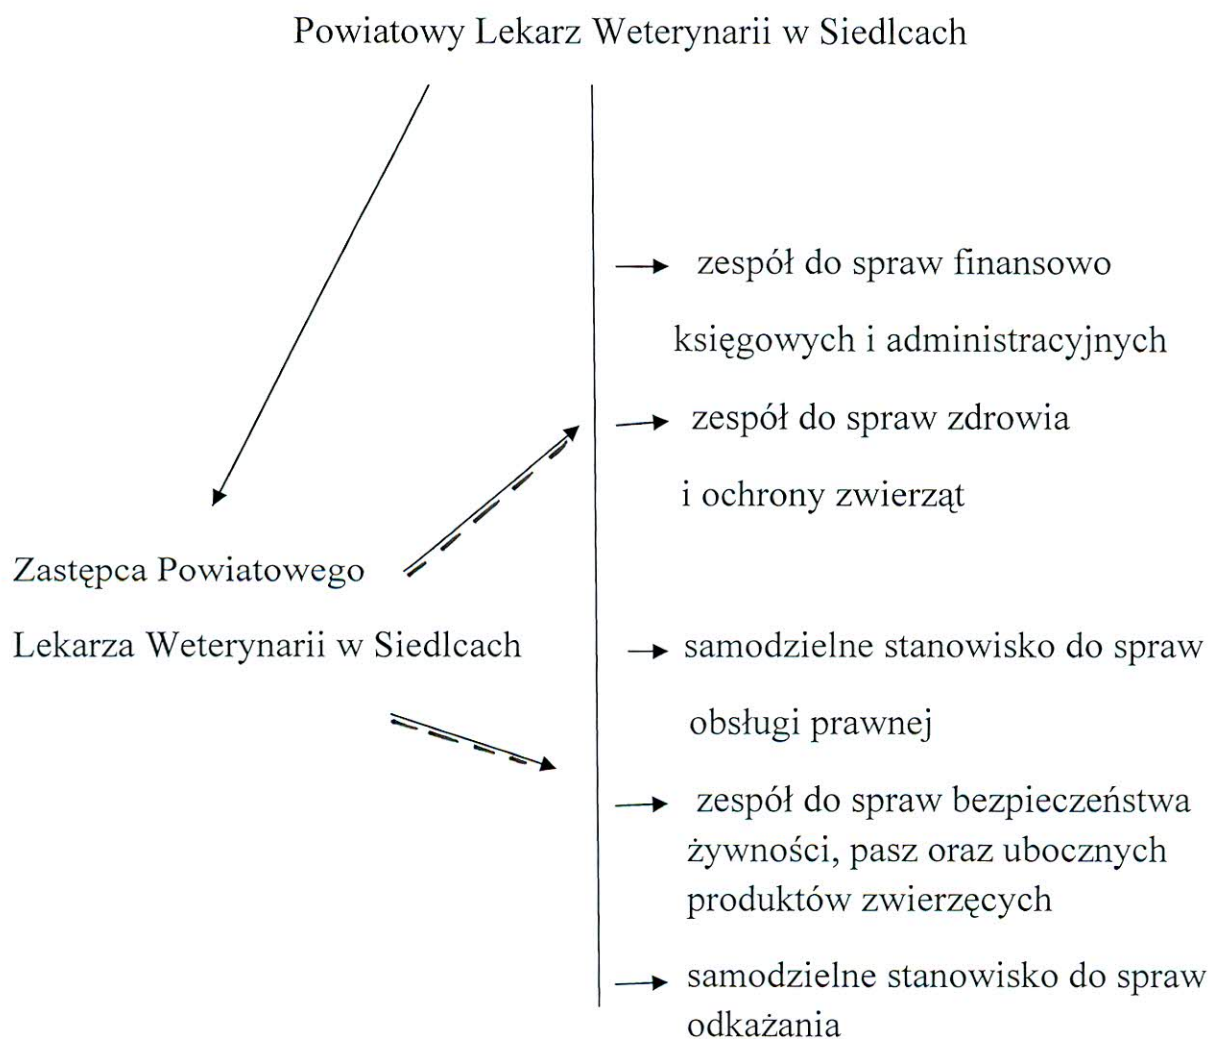 Powiatowy Lekarz Weterynarii w Siedlcach
zespół do spraw finansowo
księgowych i administracyjnych
zespół do spraw zdrowia
i ochrony zwierząt
Zastępca Powiatowego
Lekarza Weterynarii w Siedlcach
samodzielne stanowisko do spraw
obsługi prawnej
zespół do spraw bezpieczeństwa
żywności, pasz oraz ubocznych
produktów zwierzęcych
samodzielne stanowisko do spraw
odkażania